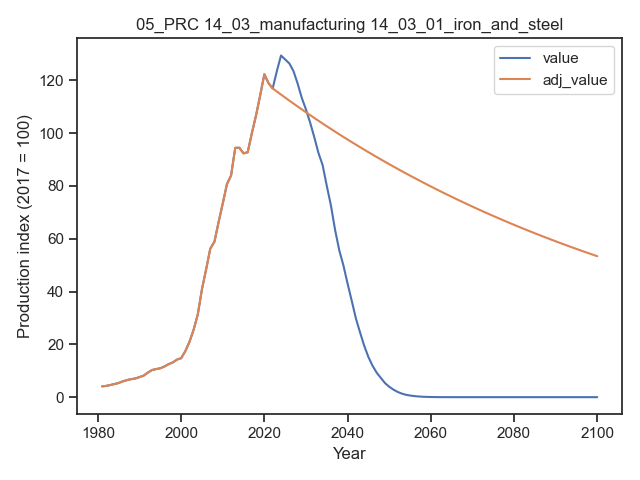 05_PRC 14_03_manufacturing 14_03_01_iron_and_steel
value
adj_value
Production index (2017 = 100)
120
100
80
60
40
20
0
1980 2000 2020 2040 2060 2080 2100
Year